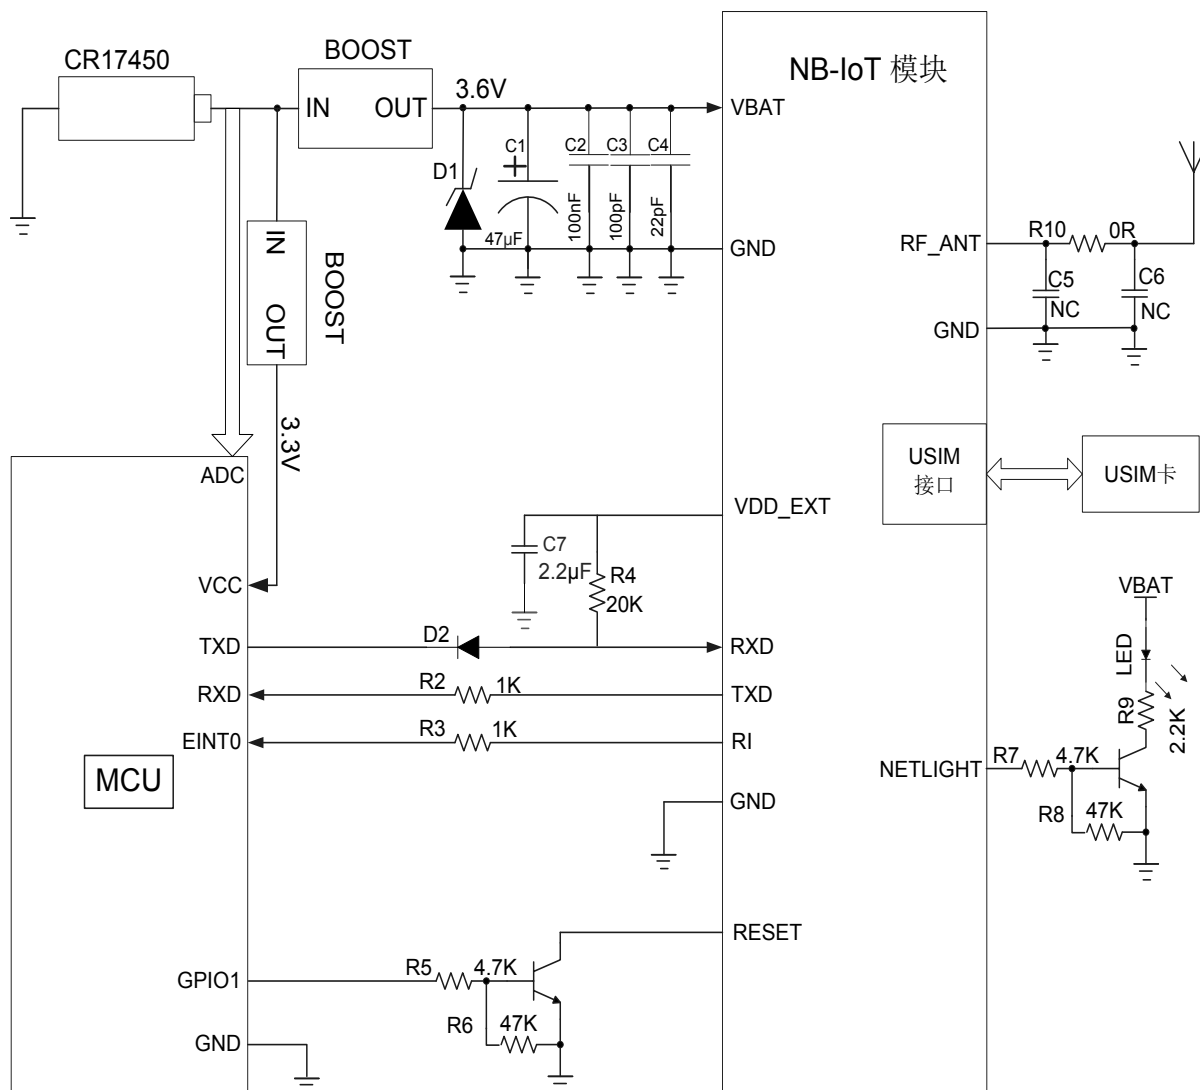 CR17450
BOOST
IN OUT
3.6V
NB-IoT 模块
VBAT
C1
C2
C3
C4
D1
47µF
100nF
100pF
22pF
GND
IN OUT
BOOST
RF_ANT
R10
0R
C5
NC
C6
NC
GND
3.3V
ADC
USIM
接口
USIM卡
VDD_EXT
C7
2.2µF
R4
20K
VCC
VBAT
TXD
D2
RXD
LED
RXD
R2
1K
TXD
R9
2.2K
EINT0
R3
1K
RI
MCU
NETLIGHT
R7
4.7K
GND
R8
47K
RESET
GPIO1
R5
4.7K
R6
47K
GND